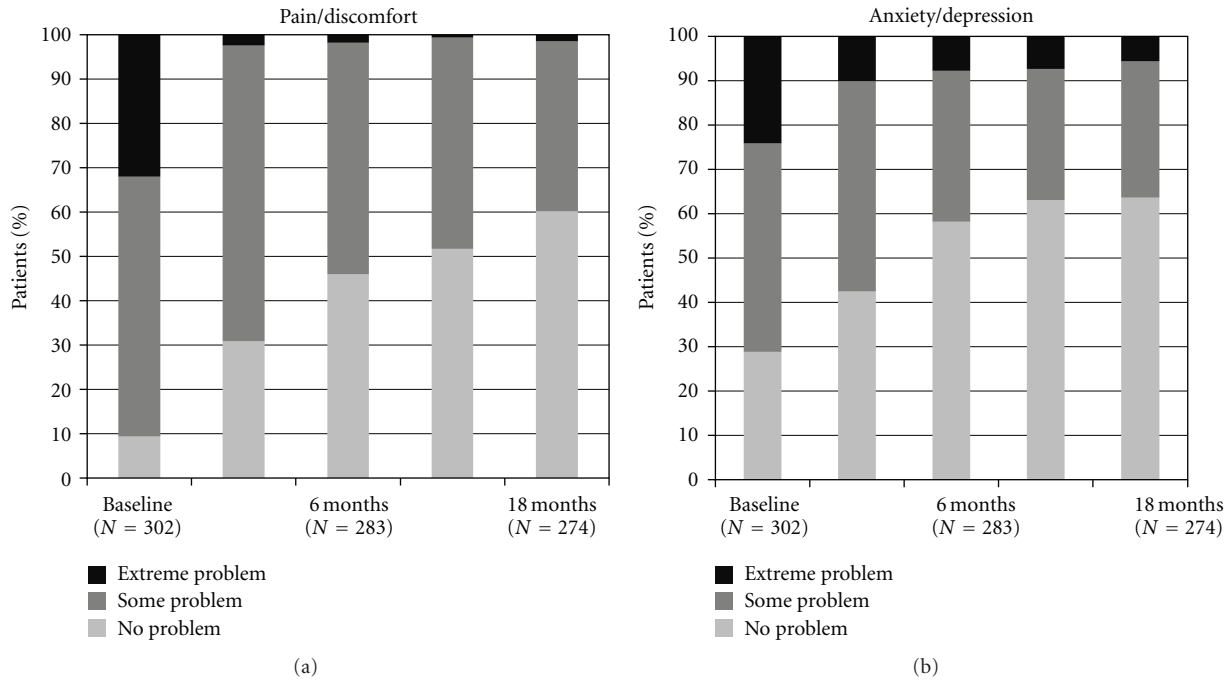 Pain/discomfort
100
90
80
70
60
50
40
30
20
10
0
Patients (%)
Baseline
(N = 302)
6 months
(N = 283)
18 months
(N = 274)
Extreme problem
Some problem
No problem
(a)
Anxiety/depression
100
90
80
70
60
50
40
30
20
10
0
Patients (%)
Baseline
(N = 302)
6 months
(N = 283)
18 months
(N = 274)
Extreme problem
Some problem
No problem
(b)